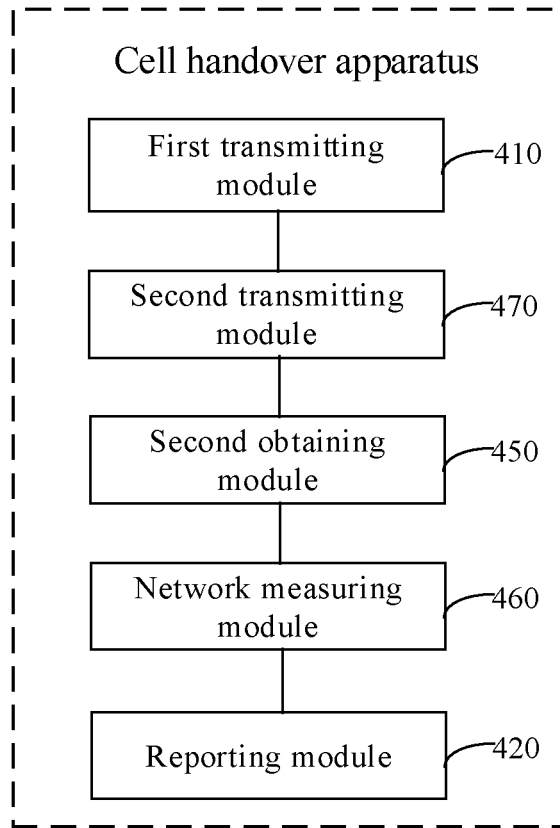 Cell handover apparatus
First transmitting
module
410
Second transmitting
module
470
Second obtaining
module
450
Network measuring
module
460
Reporting module
420